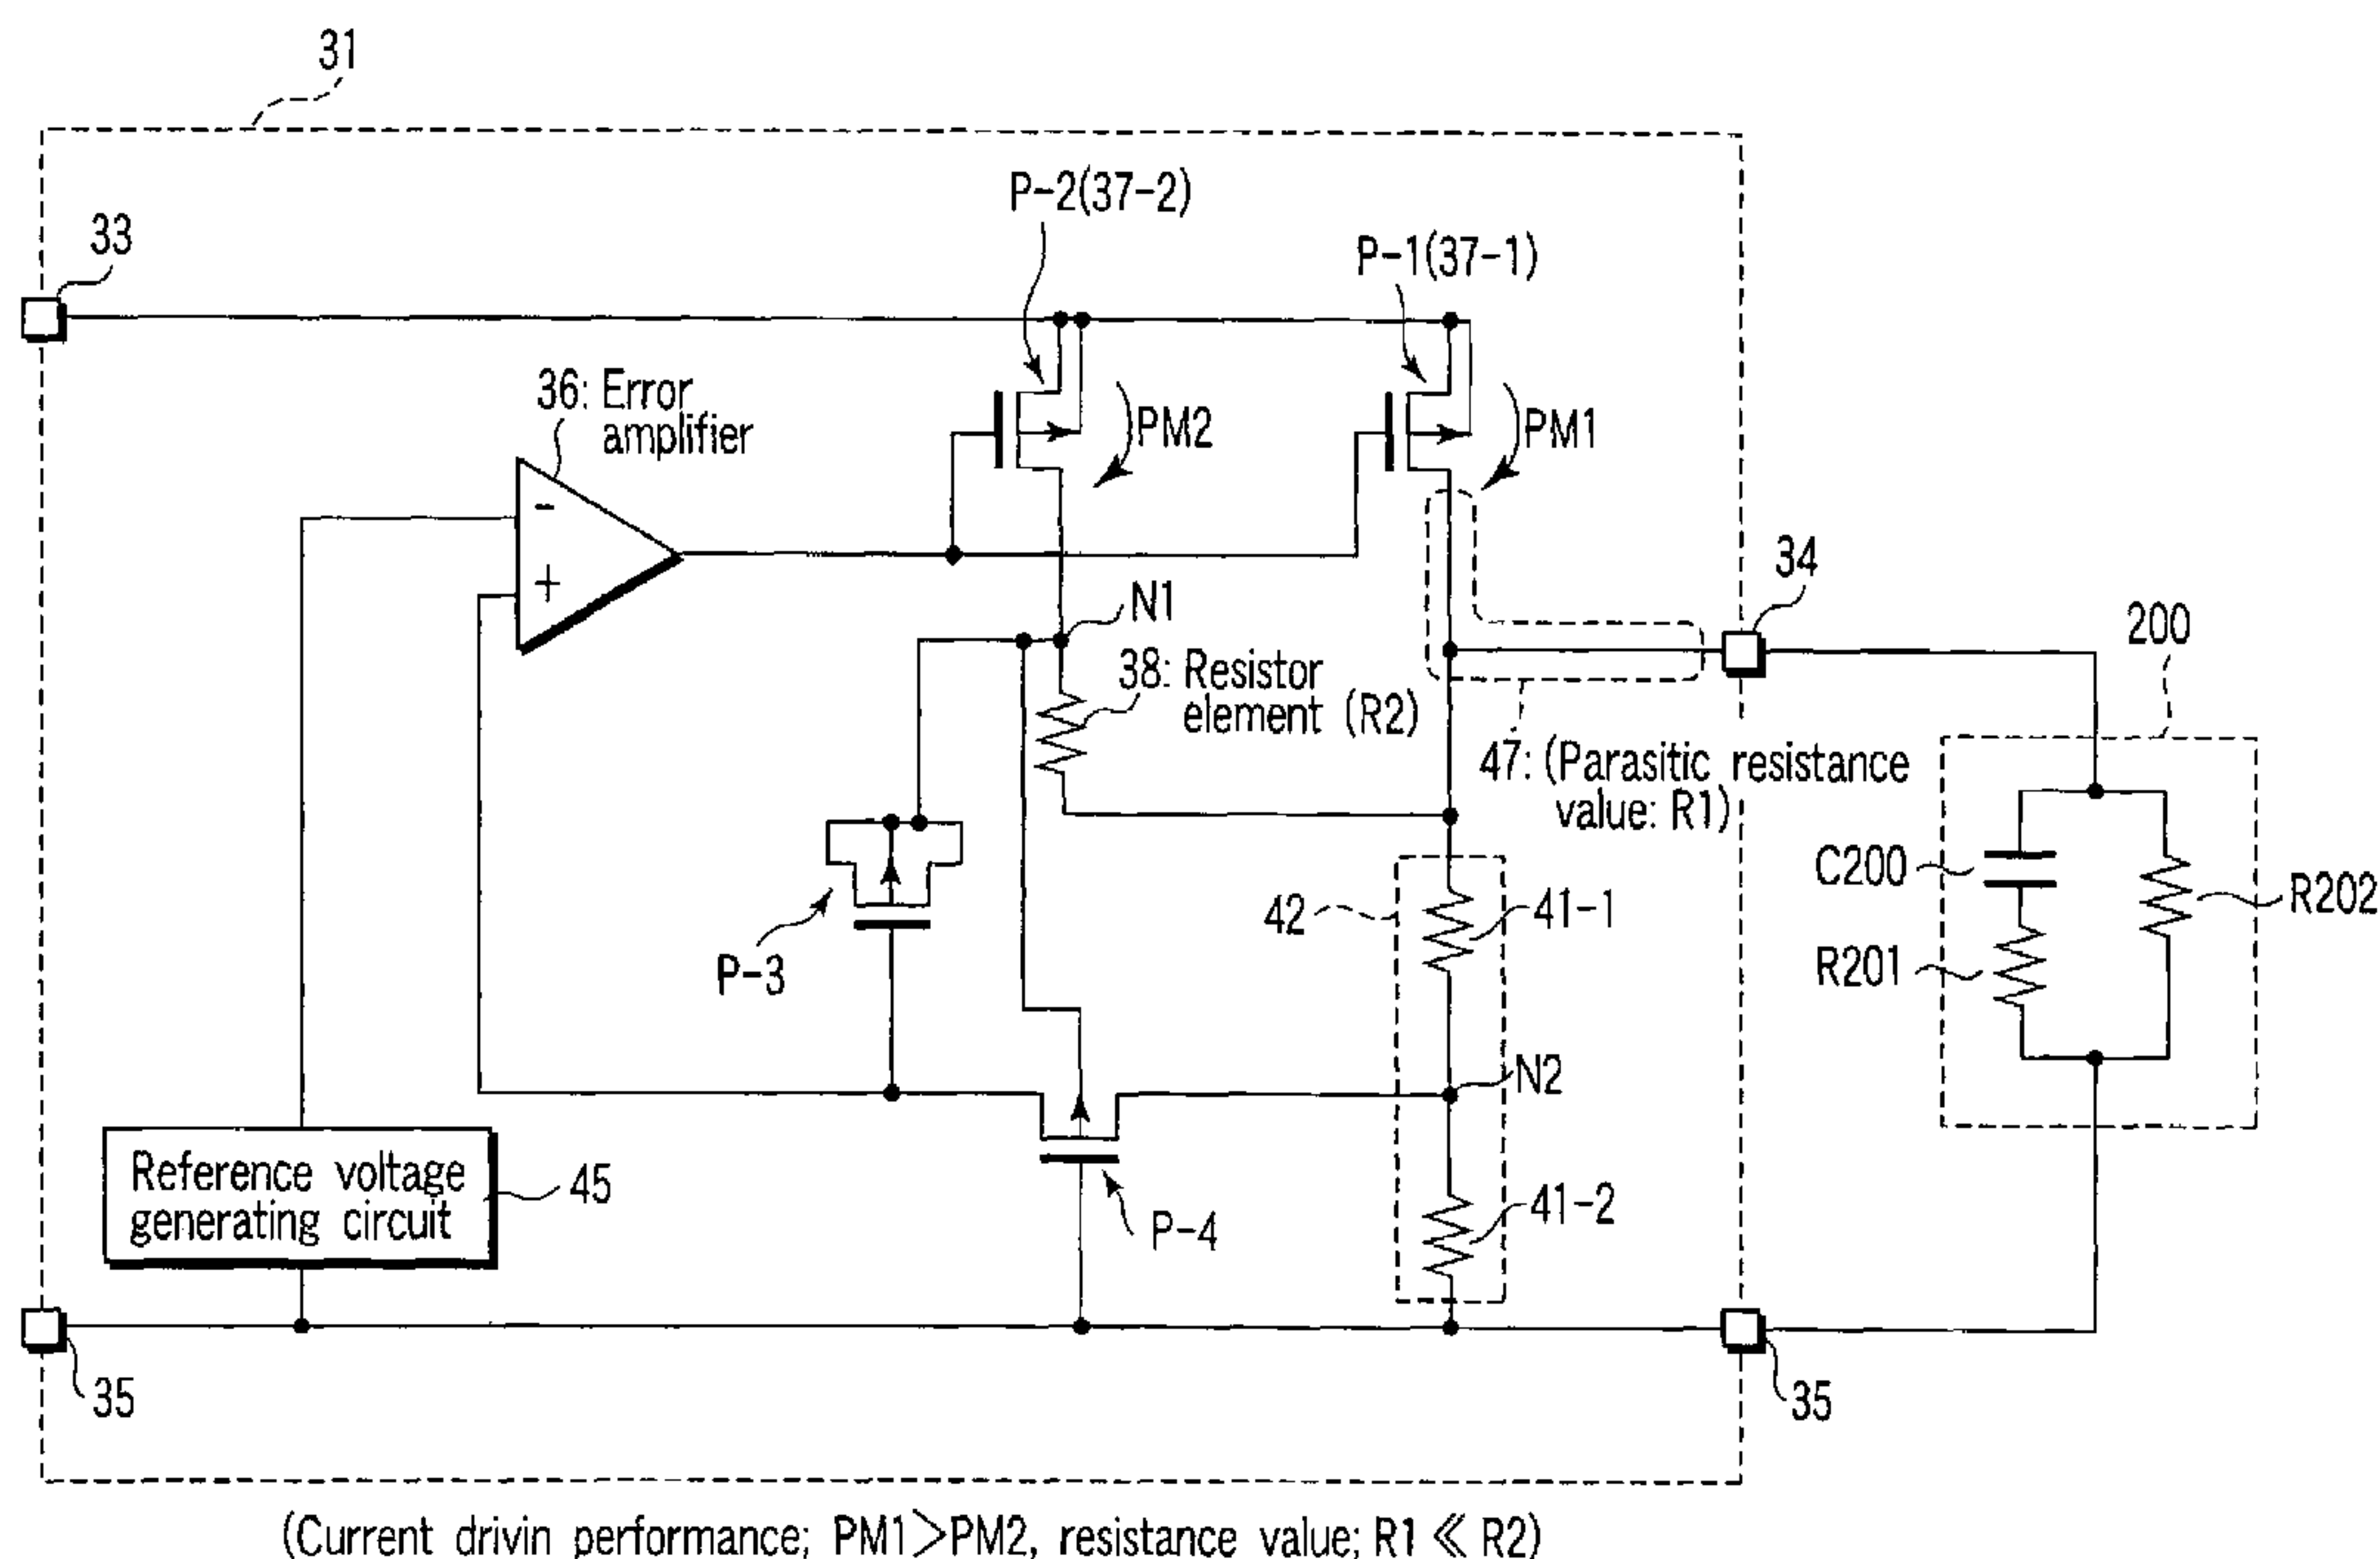 31
P-2(37-2)
33
P-1(37-1)
36: Error
amplifier
PM2
PM1
-
+
34
N1
200
38: Resistor
element (R2)
47: (Parasitic resistance
value: R1)
C200
R202
42
41-1
R201
P-3
N2
Reference voltage
generating circuit
45
41-2
P-4
35
35
(Current drivin performance; PM1>PM2, resistance value; R1 ≪ R2)